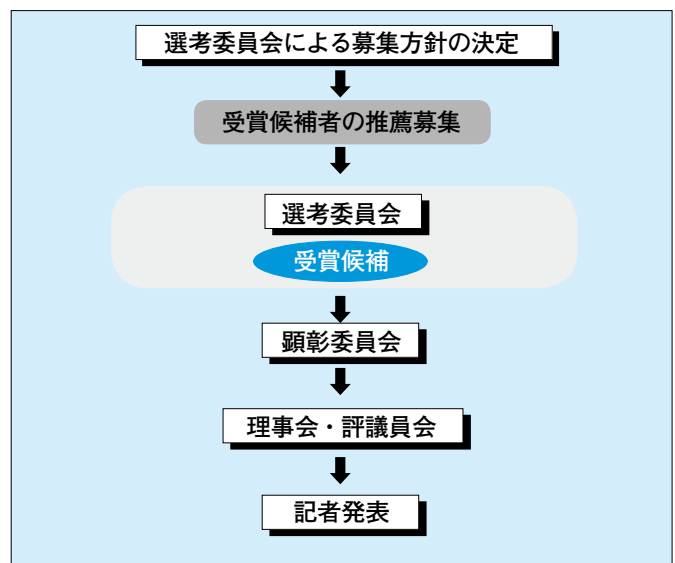 選考委員会による募集方針の決定
受賞候補者の推薦募集
選考委員会
受賞候補
顕彰委員会
理事会・評議員会
記者発表